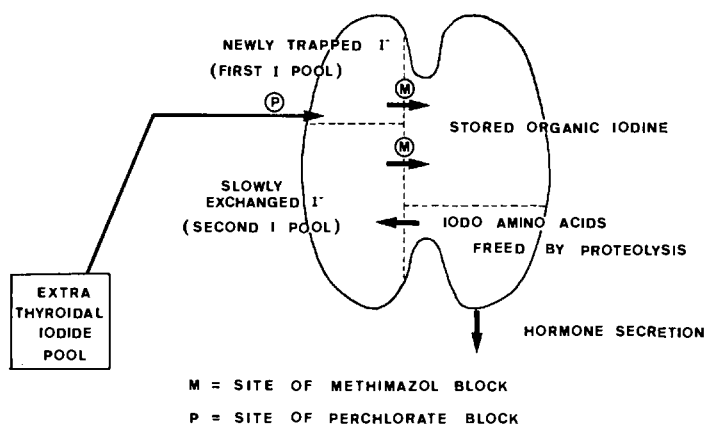 NEWLY TRAPPED I⁻
(FIRST I POOL)
P
M
STORED ORGANIC IODINE
M
SLOWLY
EXCHANGED I⁻
(SECOND I POOL)
IODO AMINO ACIDS
FREED BY PROTEOLYSIS
EXTRA
THYROIDAL
IODIDE
POOL
HORMONE SECRETION
M = SITE OF METHIMAZOL BLOCK
P = SITE OF PERCHLORATE BLOCK